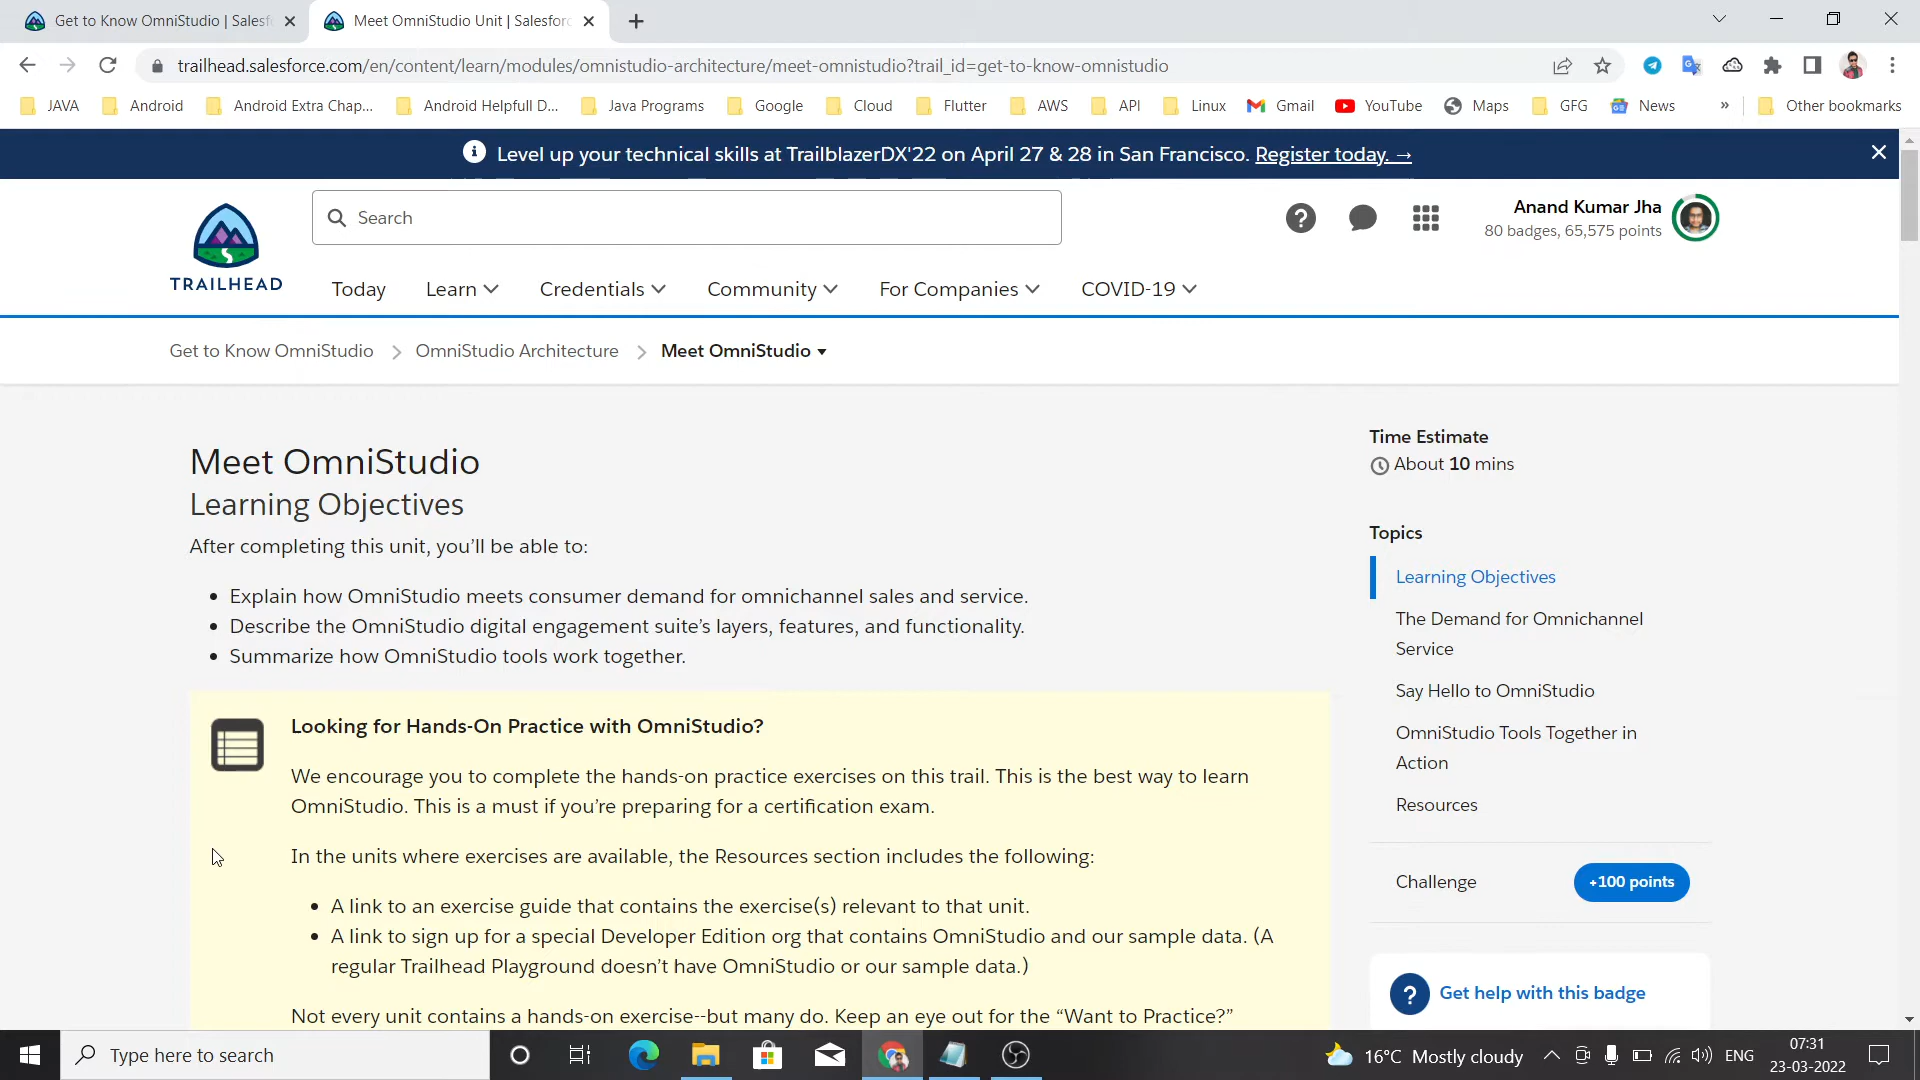 Get to Know OmniStudio | Salesf
Meet OmniStudio Unit | Salesforc
trailhead.salesforce.com/en/content/learn/modules/omnistudio-architecture/meet-omnistudio?trail_id=get-to-know-omnistudio
JAVA Android Android Extra Chap... Android Helpfull D... Java Programs Google Cloud Flutter AWS API Linux Gmail YouTube Maps GFG News » Other bookmarks
Level up your technical skills at TrailblazerDX'22 on April 27 & 28 in San Francisco. Register today. →
Search
Anand Kumar Jha
80 badges, 65,575 points
TRAILHEAD
Today Learn Credentials Community For Companies COVID-19
Get to Know OmniStudio > OmniStudio Architecture > Meet OmniStudio
Meet OmniStudio
Learning Objectives
After completing this unit, you’ll be able to:
• Explain how OmniStudio meets consumer demand for omnichannel sales and service.
• Describe the OmniStudio digital engagement suite’s layers, features, and functionality.
• Summarize how OmniStudio tools work together.
Looking for Hands-On Practice with OmniStudio?
We encourage you to complete the hands-on practice exercises on this trail. This is the best way to learn
OmniStudio. This is a must if you’re preparing for a certification exam.
In the units where exercises are available, the Resources section includes the following:
• A link to an exercise guide that contains the exercise(s) relevant to that unit.
• A link to sign up for a special Developer Edition org that contains OmniStudio and our sample data. (A
regular Trailhead Playground doesn’t have OmniStudio or our sample data.)
Not every unit contains a hands-on exercise--but many do. Keep an eye out for the “Want to Practice?”
Time Estimate
About 10 mins
Topics
Learning Objectives
The Demand for Omnichannel
Service
Say Hello to OmniStudio
OmniStudio Tools Together in
Action
Resources
Challenge
+100 points
Get help with this badge
Type here to search
16°C Mostly cloudy
ENG
07:31
23-03-2022